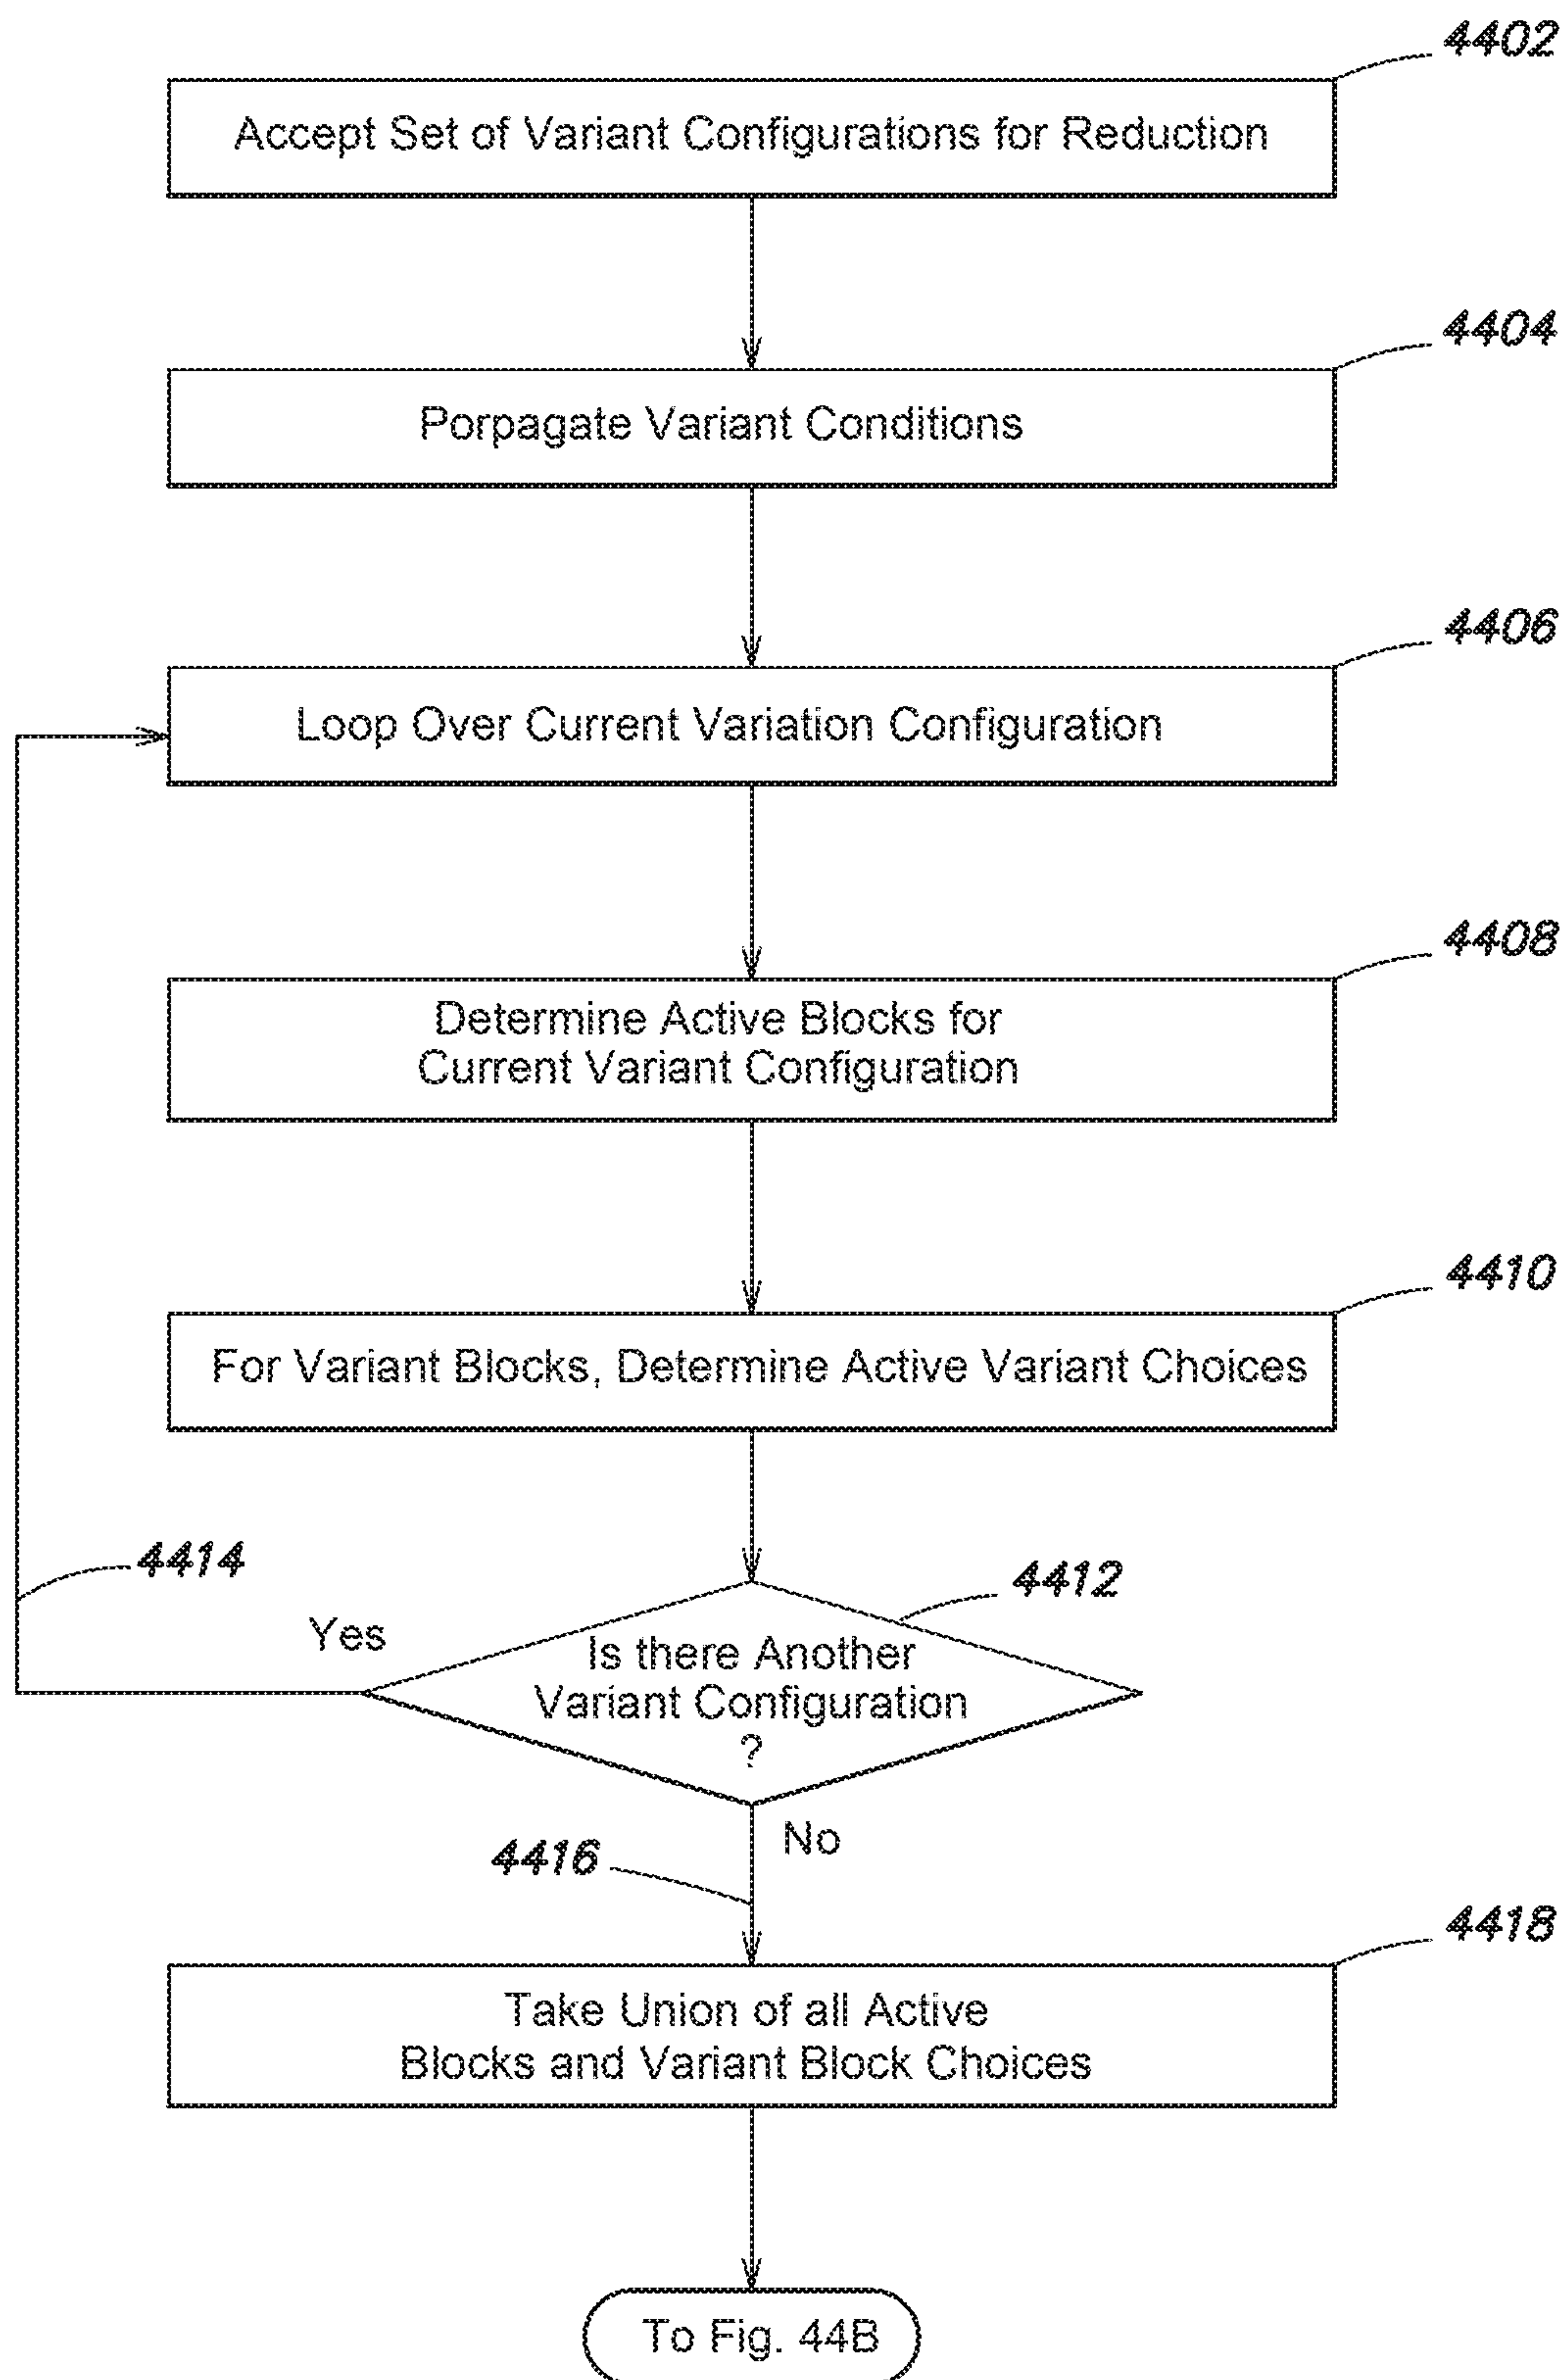 4402
Accept Set of Variant Configurations for Reduction
4404
Porpagate Variant Conditions
4406
Loop Over Current Variation Configuration
4408
Determine Active Blocks for
Current Variant Configuration
4410
For Variant Blocks, Determine Active Variant Choices
4414
4412
Yes
Is there Another
Variant Configuration
?
No
4416
4418
Take Union of all Active
Blocks and Variant Block Choices
To Fig. 44B